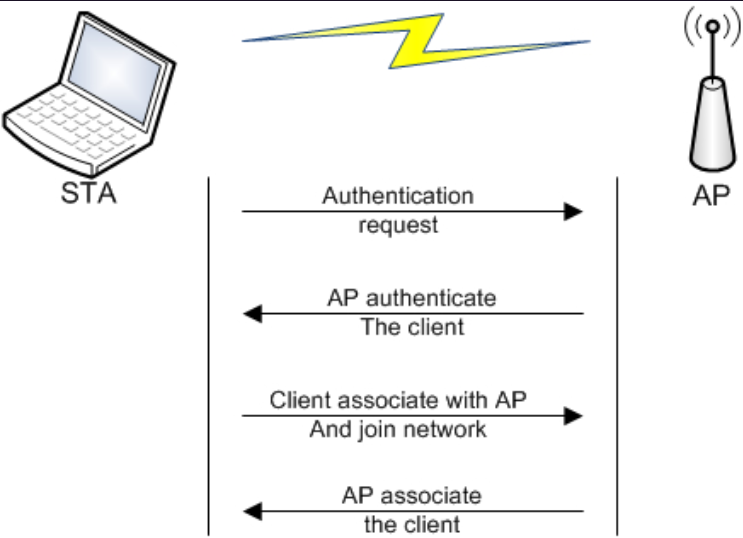 STA
AP
Authentication
request
AP authenticate
The client
Client associate with AP
And join network
AP associate
the client